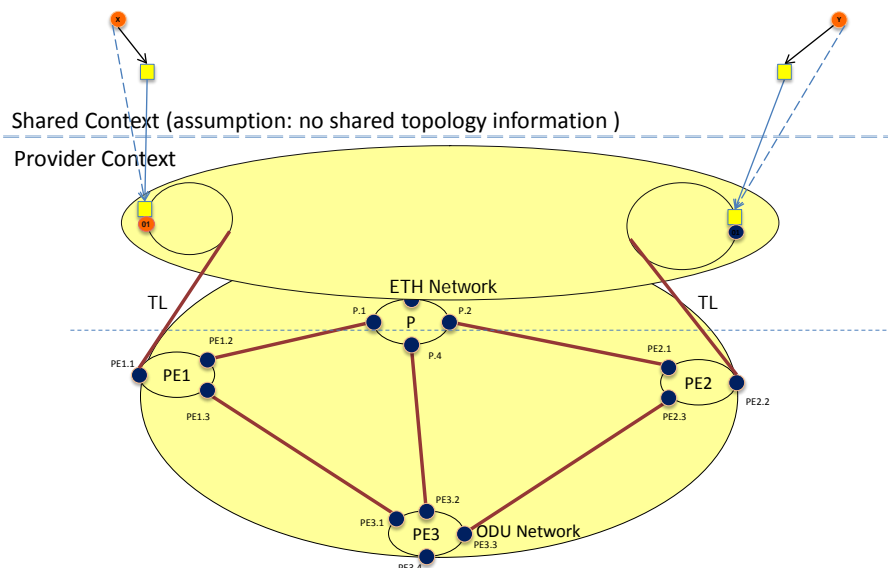 X
Y
Shared Context (assumption: no shared topology information )
Provider Context
01
ETH Network
TL
TL
P.1
P.2
P
PE1.2
PE2.1
P.4
PE1.1
PE1
PE2
PE2.2
PE1.3
PE2.3
PE3.2
PE3.1
PE3
ODU Network
PE3.3
PE3.4